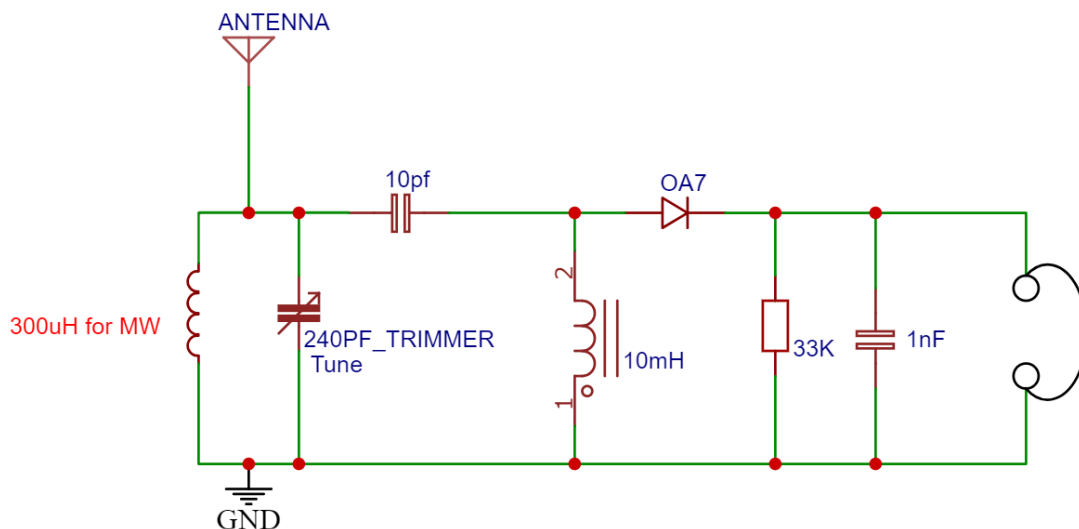 ANTENNA
10pf
OA7
2
300uH for MW
240PF_TRIMMER
Tune
10mH
33K
1nF
1
GND